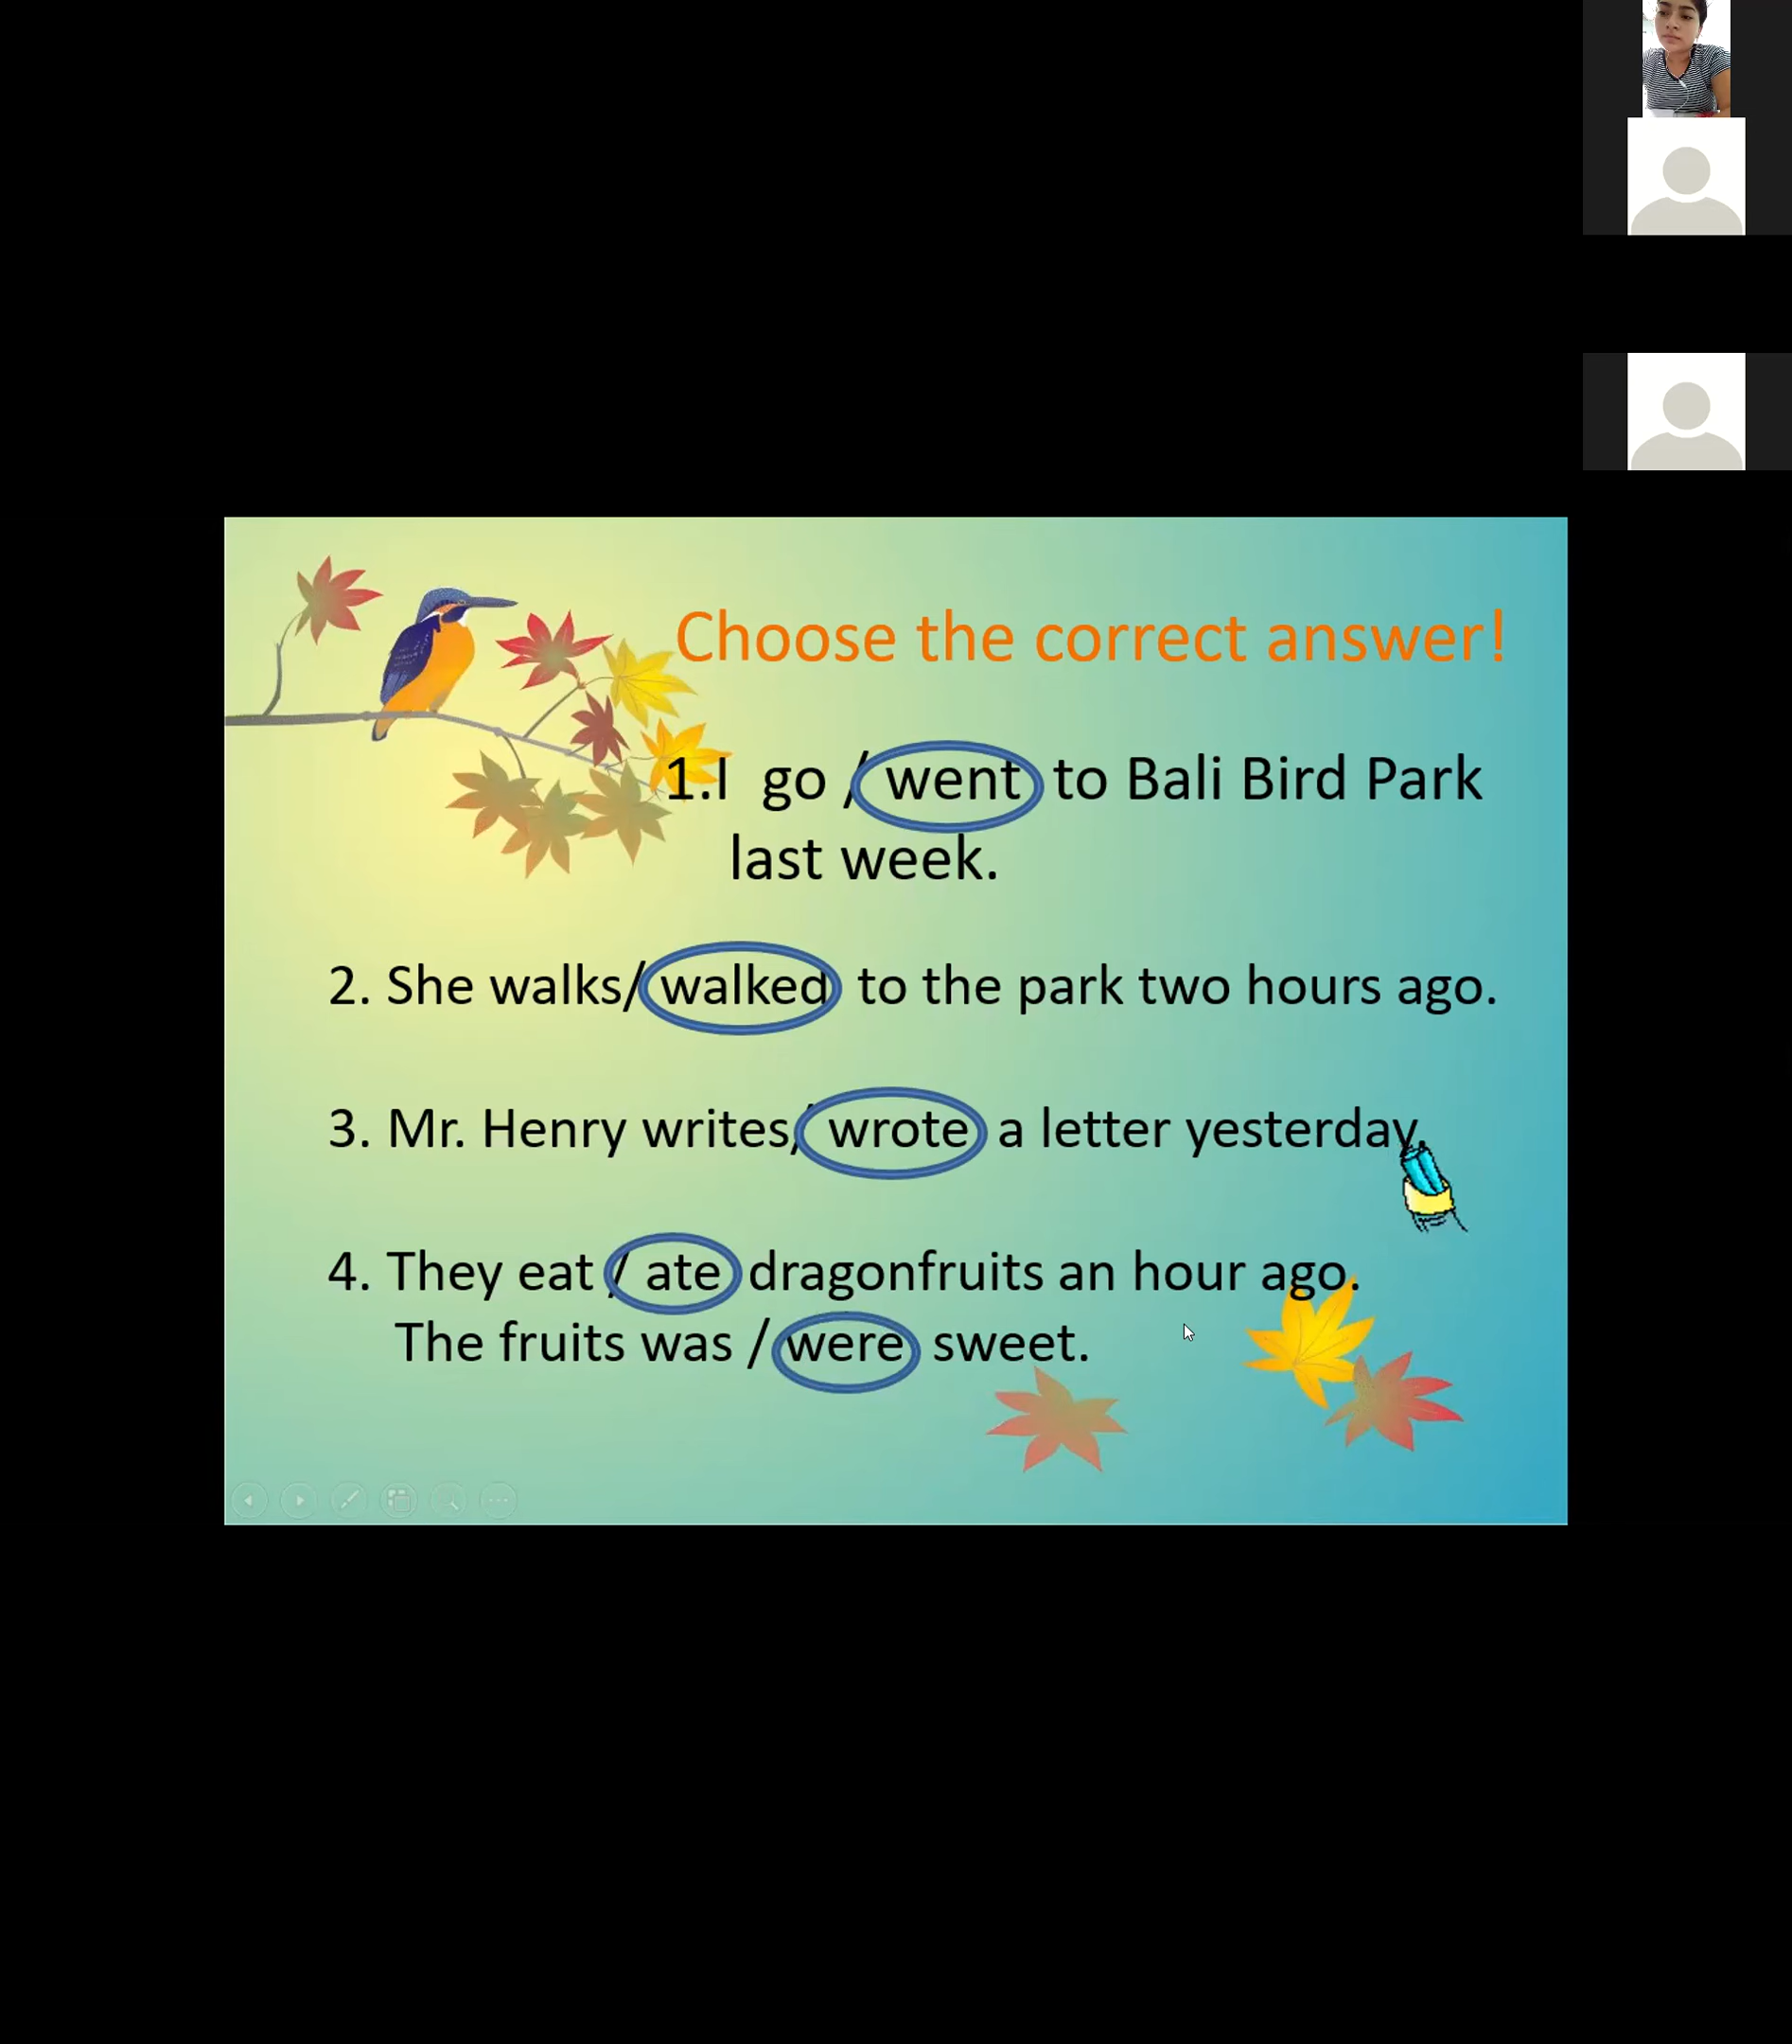 Choose the correct answer!
1.I go / went to Bali Bird Park
last week.
2. She walks/ walked to the park two hours ago.
3. Mr. Henry writes/ wrote a letter yesterday.
4. They eat / ate dragonfruits an hour ago.
The fruits was / were sweet.